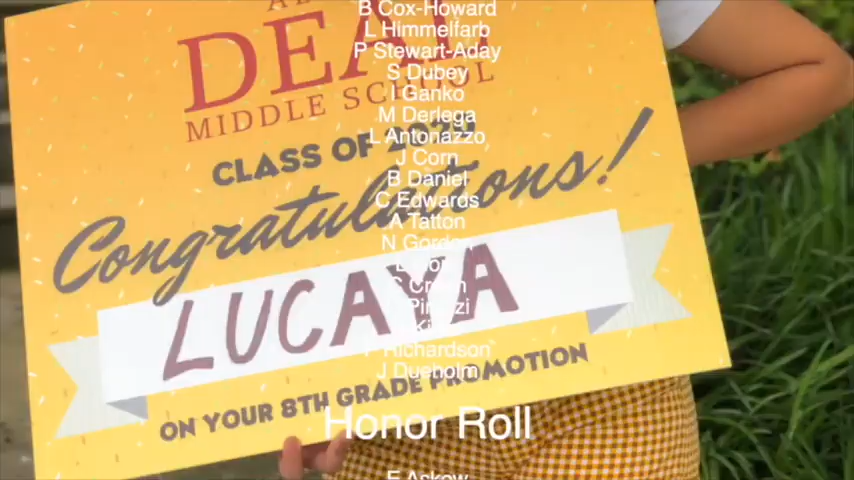 DEAL
MIDDLE SCHOOL
CLASS OF
Congratulations!
LUCAYA
ON YOUR 8TH GRADE PROMOTION
B Cox-Howard
L Himmelfarb
P Stewart-Aday
S Dubey
I Ganko
M Derlega
L Antonazzo
J Corn
B Daniel
C Edwards
A Tatton
N Gordon
Richardson
J Dueholm
Honor Roll
E Askew